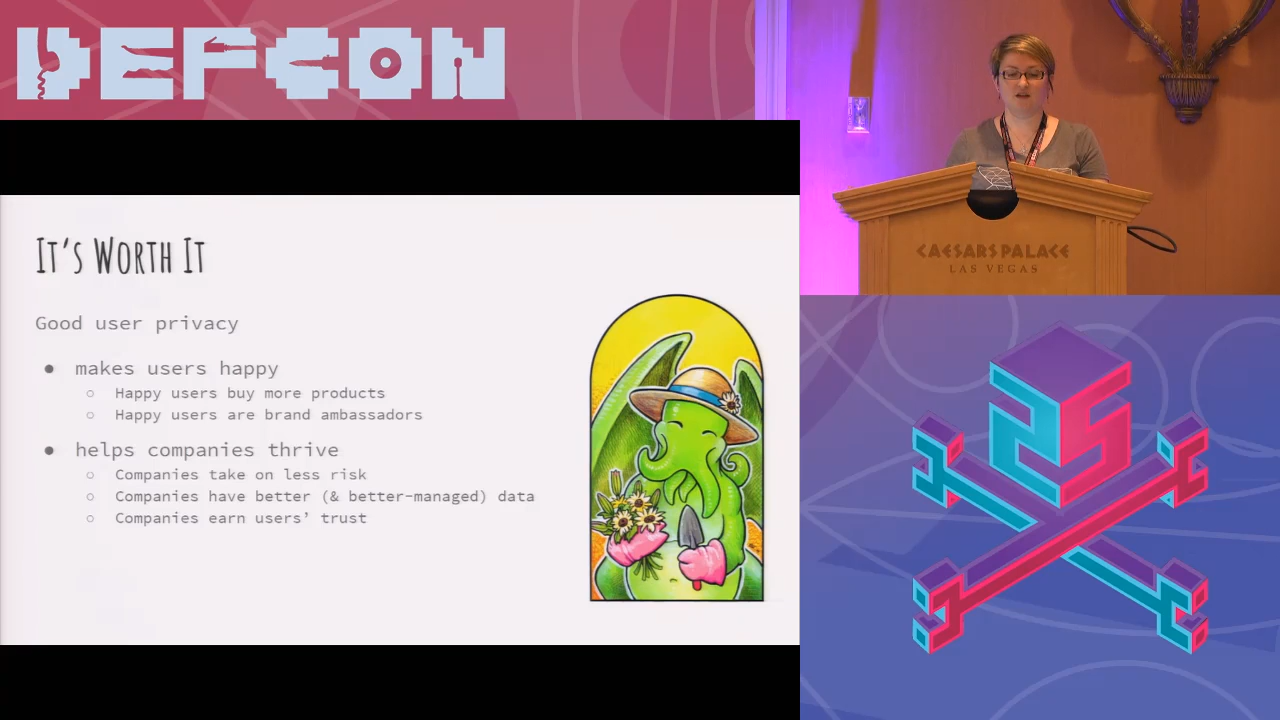 DEFCON
CAESARS PALACE
LAS VEGAS
It's Worth It
Good user privacy
● makes users happy
○ Happy users buy more products
○ Happy users are brand ambassadors
● helps companies thrive
○ Companies take on less risk
○ Companies have better (& better-managed) data
○ Companies earn users' trust
25